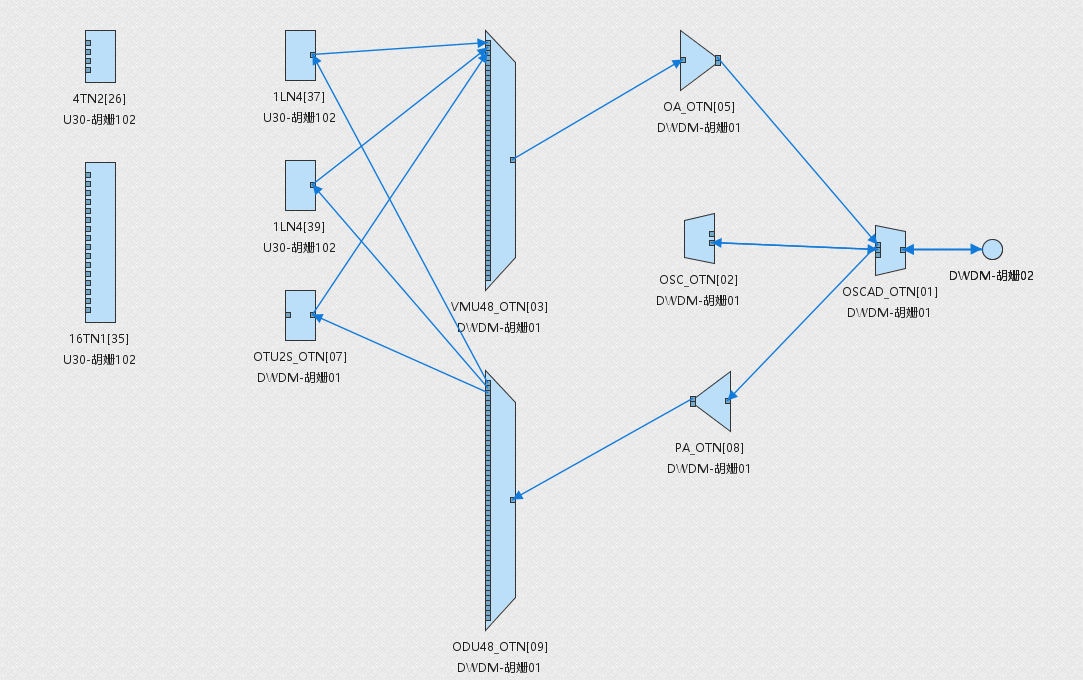 4TN2[26]
U30-胡姗102
1LN4[37]
U30-胡姗102
OA_OTN[05]
DWDM-胡姗01
1LN4[39]
U30-胡姗102
OSC_OTN[02]
DWDM-胡姗01
OSCAD_OTN[01]
DWDM-胡姗01
DWDM-胡姗02
VMU48_OTN[03]
DWDM-胡姗01
16TN1[35]
U30-胡姗102
OTU2S_OTN[07]
DWDM-胡姗01
PA_OTN[08]
DWDM-胡姗01
ODU48_OTN[09]
DWDM-胡姗01